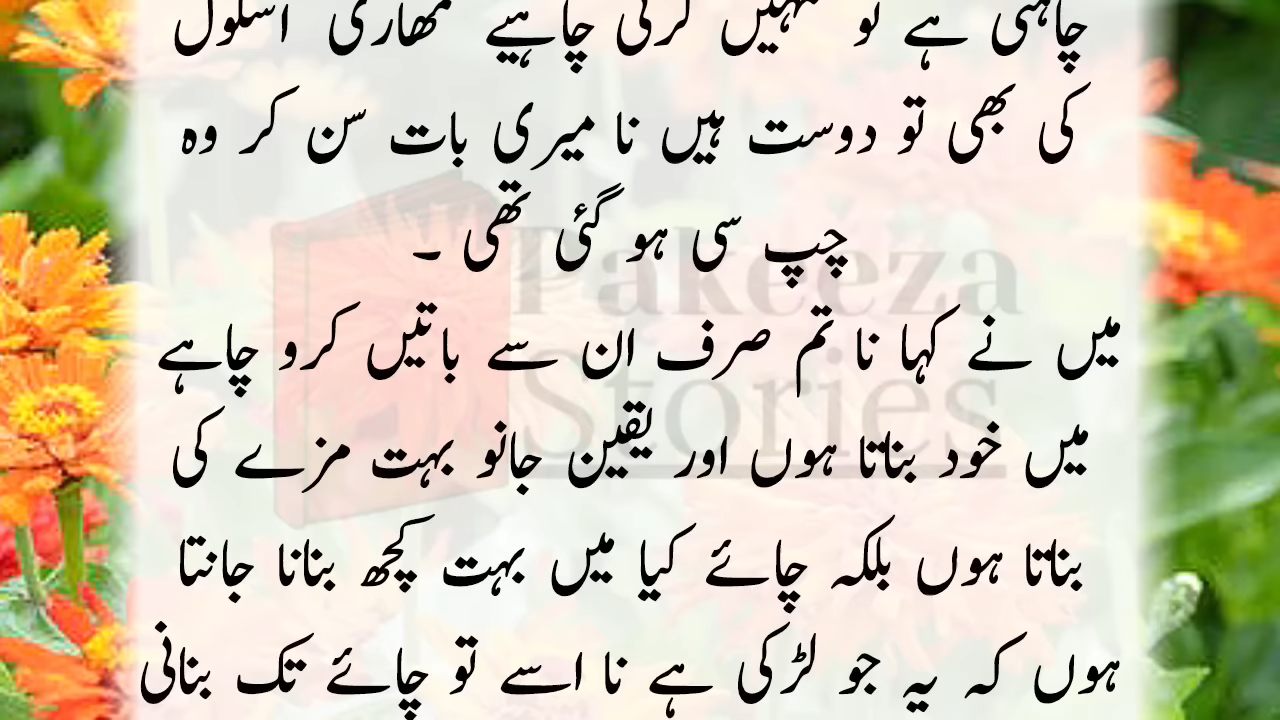 چاہتی ہے تو تمہیں کرنی چاہیے تمھاری اسکول
کی بھی تو دوست ہیں نا میری بات سن کر وہ
چپ سی ہو گئی تھی ۔
میں نے کہا نا تم صرف ان سے باتیں کرو چاہے
میں خود بناتا ہوں اور یقین جانو بہت مزے کی
بناتا ہوں بلکہ چائے کیا میں بہت کچھ بنانا جانتا
ہوں کہ یہ جو لڑکی ہے نا اسے تو چائے تک بنانی
Pakeeza
Stories